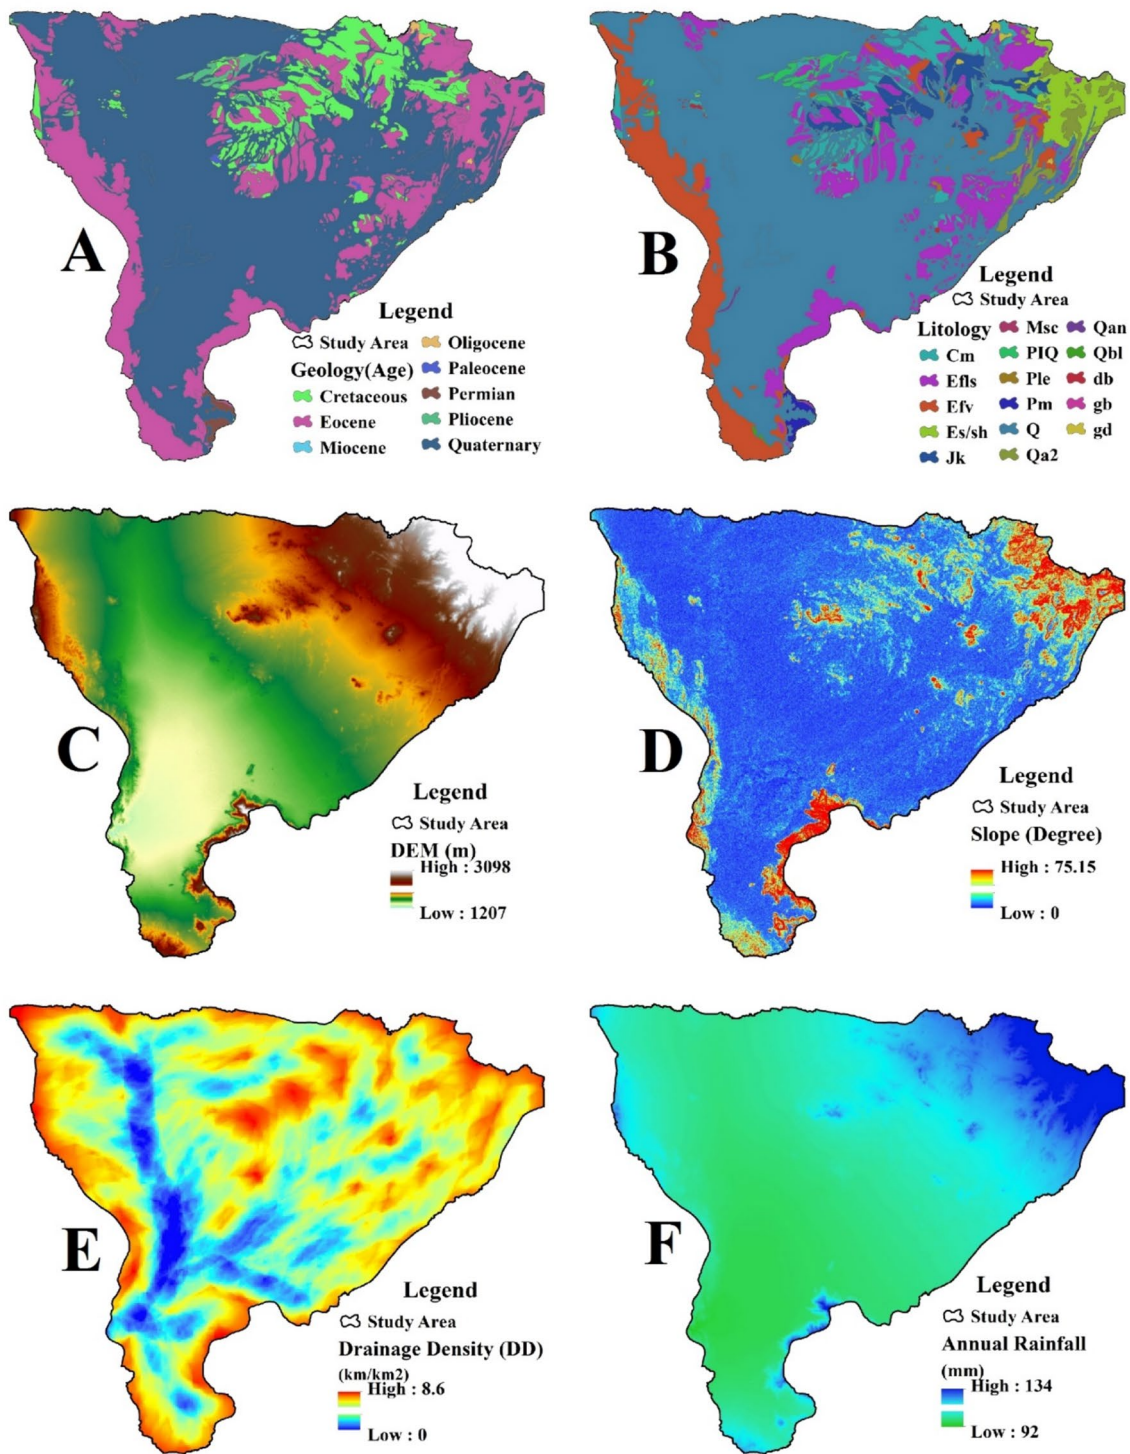 A
Legend
Study Area
Geology(Age)
Cretaceous
Eocene
Miocene
Oligocene
Paleocene
Permian
Pliocene
Quaternary
B
Legend
Study Area
Litology
Cm
Efls
Efv
Es/sh
Jk
Msc
PIQ
Ple
Pm
Q
Qa2
Qan
Qbl
db
gb
gd
C
Legend
Study Area
DEM (m)
High : 3098
Low : 1207
D
Legend
Study Area
Slope (Degree)
High : 75.15
Low : 0
E
Legend
Study Area
Drainage Density (DD)
(km/km2)
High : 8.6
Low : 0
F
Legend
Study Area
Annual Rainfall
(mm)
High : 134
Low : 92